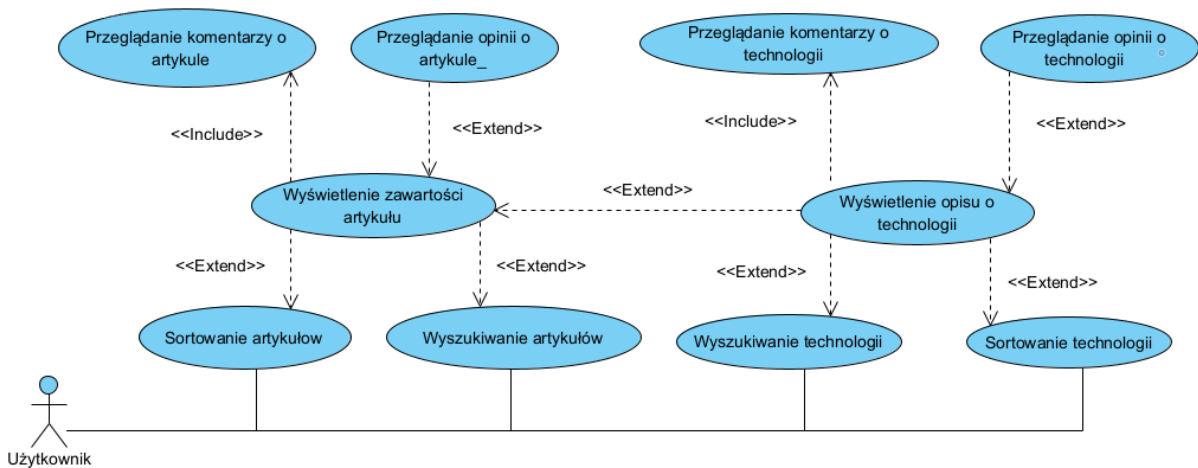 Przeglądanie komentarzy o
artykule
Przeglądanie opinii o
artykule_
Przeglądanie komentarzy o
technologii
Przeglądanie opinii o
technologii
<<Include>>
<<Extend>>
<<Include>>
<<Extend>>
Wyświetlenie zawartości
artykułu
<<Extend>>
Wyświetlenie opisu o
technologii
<<Extend>>
<<Extend>>
<<Extend>>
<<Extend>>
Sortowanie artykułow
Wyszukiwanie artykułów
Wyszukiwanie technologii
Sortowanie technologii
Użytkownik